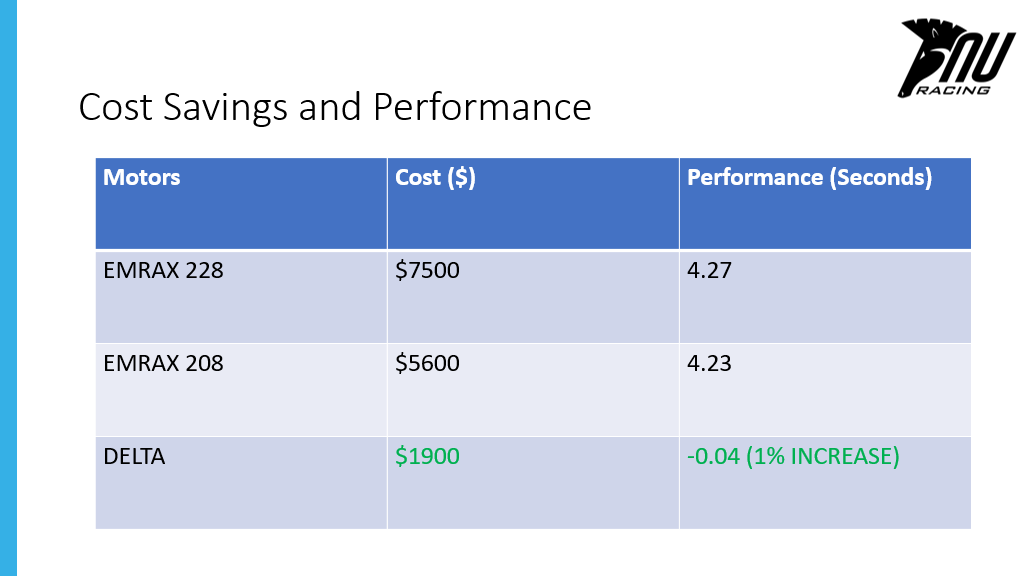 NU
RACING
Cost Savings and Performance
Motors Cost ($) Performance (Seconds)
EMRAX 228 $7500 4.27
EMRAX 208 $5600 4.23
DELTA $1900 -0.04 (1% INCREASE)